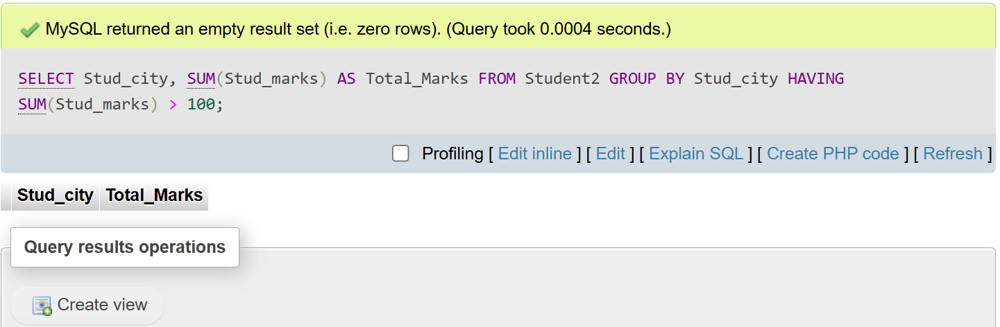 MySQL returned an empty result set (i.e. zero rows). (Query took 0.0004 seconds.)
SELECT Stud_city, SUM(Stud_marks) AS Total_Marks FROM Student2 GROUP BY Stud_city HAVING
SUM(Stud_marks) > 100;
Profiling [ Edit inline ] [ Edit ] [ Explain SQL ] [ Create PHP code ] [ Refresh ]
Stud_city Total_Marks
Query results operations
Create view